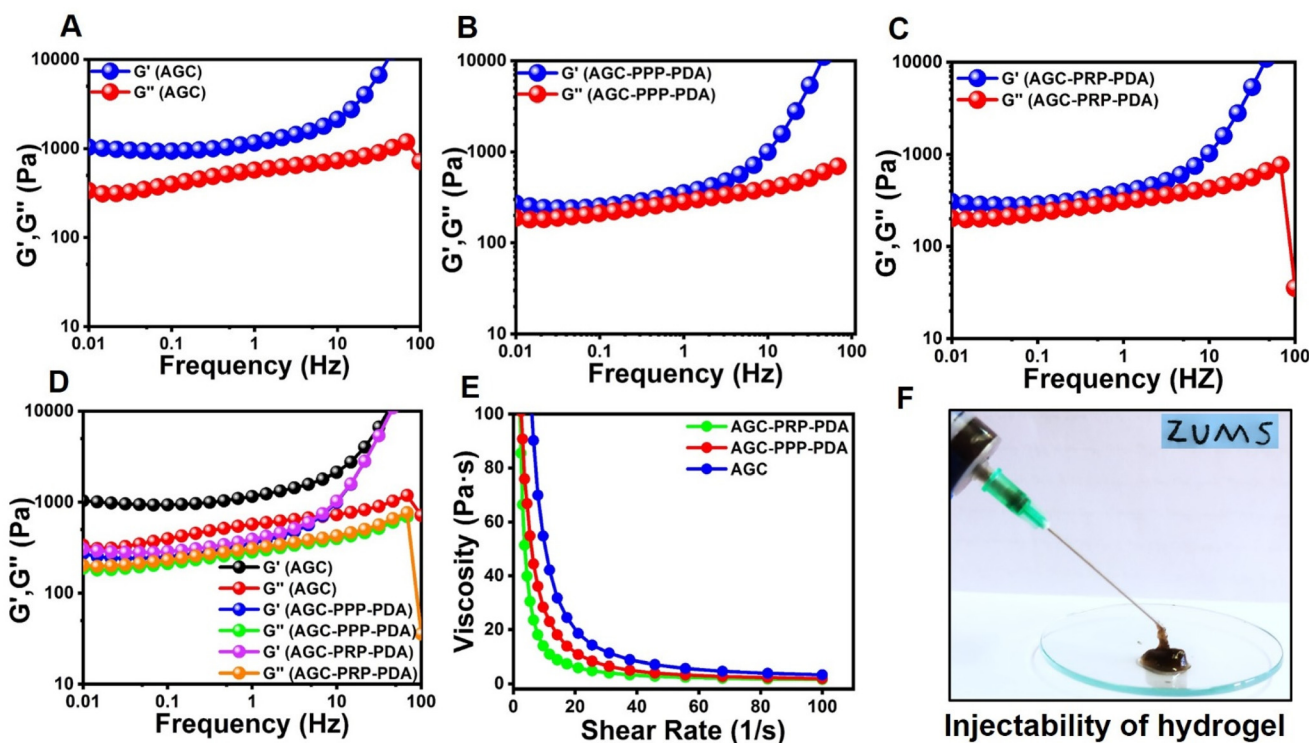 A
10000
1000
100
10
G',G'' (Pa)
G' (AGC)
G'' (AGC)
0.01 0.1 1 10 100
Frequency (Hz)
B
10000
1000
100
10
G',G'' (Pa)
G' (AGC-PPP-PDA)
G'' (AGC-PPP-PDA)
0.01 0.1 1 10 100
Frequency (Hz)
C
10000
1000
100
10
G',G'' (Pa)
G' (AGC-PRP-PDA)
G'' (AGC-PRP-PDA)
0.01 0.1 1 10 100
Frequency (HZ)
D
10000
1000
100
10
G',G'' (Pa)
G' (AGC)
G'' (AGC)
G' (AGC-PPP-PDA)
G'' (AGC-PPP-PDA)
G' (AGC-PRP-PDA)
G'' (AGC-PRP-PDA)
0.01 0.1 1 10 100
Frequency (Hz)
E
100
80
60
40
20
0
Viscosity (Pa·s)
AGC-PRP-PDA
AGC-PPP-PDA
AGC
0 20 40 60 80 100
Shear Rate (1/s)
F
ZUMS
Injectability of hydrogel